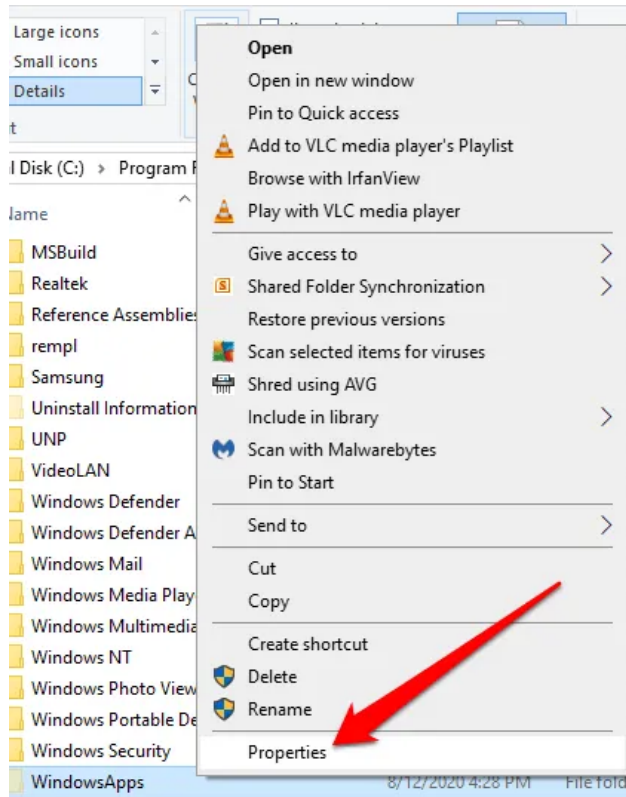 Large icons
Small icons
Details
l Disk (C:) > Program
MSBuild
Realtek
Reference Assemblies
rempl
Samsung
Uninstall Information
UNP
VideoLAN
Windows Defender
Windows Defender A
Windows Mail
Windows Media Play
Windows Multimedia
Windows NT
Windows Photo View
Windows Portable De
Windows Security
WindowsApps
8/12/2020 4:28 PM
File fold
Open
Open in new window
Pin to Quick access
Add to VLC media player's Playlist
Browse with IrfanView
Play with VLC media player
Give access to
Shared Folder Synchronization
Restore previous versions
Scan selected items for viruses
Shred using AVG
Include in library
Scan with Malwarebytes
Pin to Start
Send to
Cut
Copy
Create shortcut
Delete
Rename
Properties